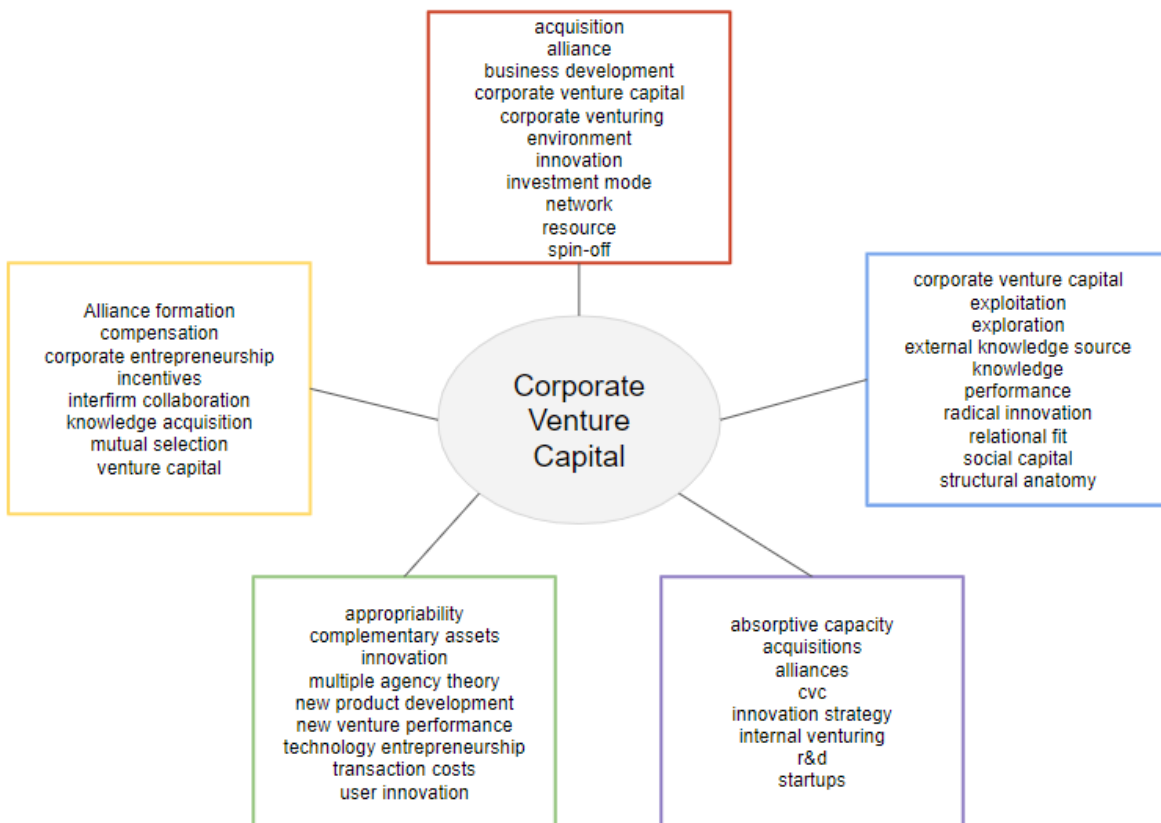 acquisition
alliance
business development
corporate venture capital
corporate venturing
environment
innovation
investment mode
network
resource
spin-off
Alliance formation
compensation
corporate entrepreneurship
incentives
interfirm collaboration
knowledge acquisition
mutual selection
venture capital
Corporate
Venture
Capital
corporate venture capital
exploitation
exploration
external knowledge source
knowledge
performance
radical innovation
relational fit
social capital
structural anatomy
appropriability
complementary assets
innovation
multiple agency theory
new product development
new venture performance
technology entrepreneurship
transaction costs
user innovation
absorptive capacity
acquisitions
alliances
cvc
innovation strategy
internal venturing
r&d
startups